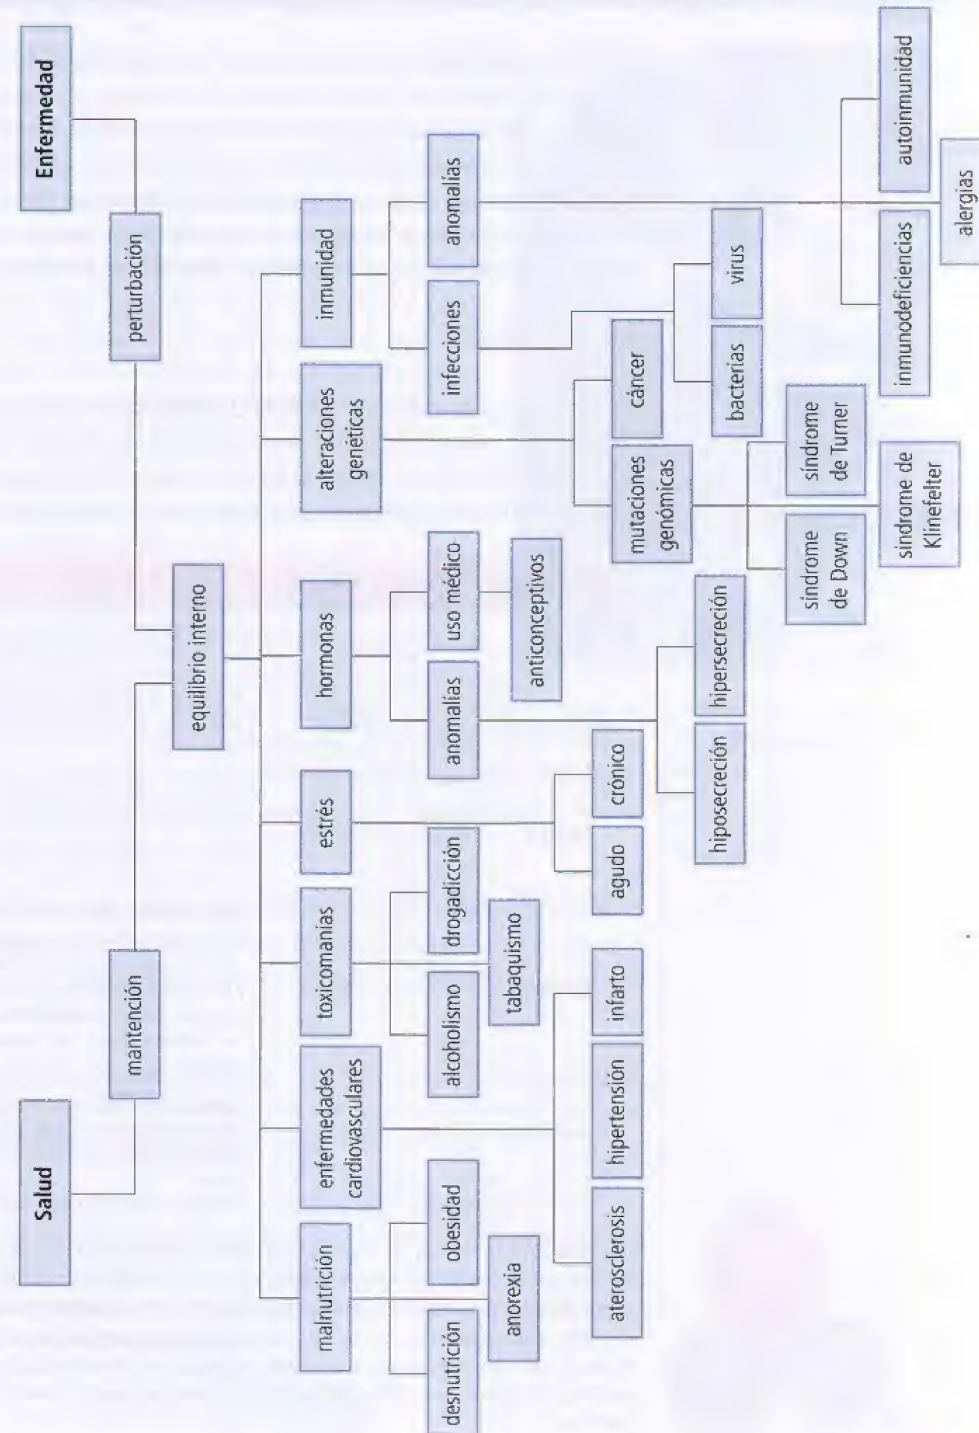 Salud
Enfermedad
mantención
perturbación
equilibrio interno
malnutrición
enfermedades
cardiovasculares
toxicomanías
estrés
hormonas
alteraciones
genéticas
inmunidad
desnutrición
obesidad
alcoholismo
drogadicción
anomalías
uso médico
infecciones
anomalías
anorexia
tabaquismo
anticonceptivos
aterosclerosis
hipertensión
infarto
agudo
crónico
mutaciones
genómicas
cáncer
hiposecreción
hipersecreción
bacterias
virus
síndrome
de Down
síndrome
de Turner
síndrome de
Klinefelter
inmunodeficiencias
autoinmunidad
alergias